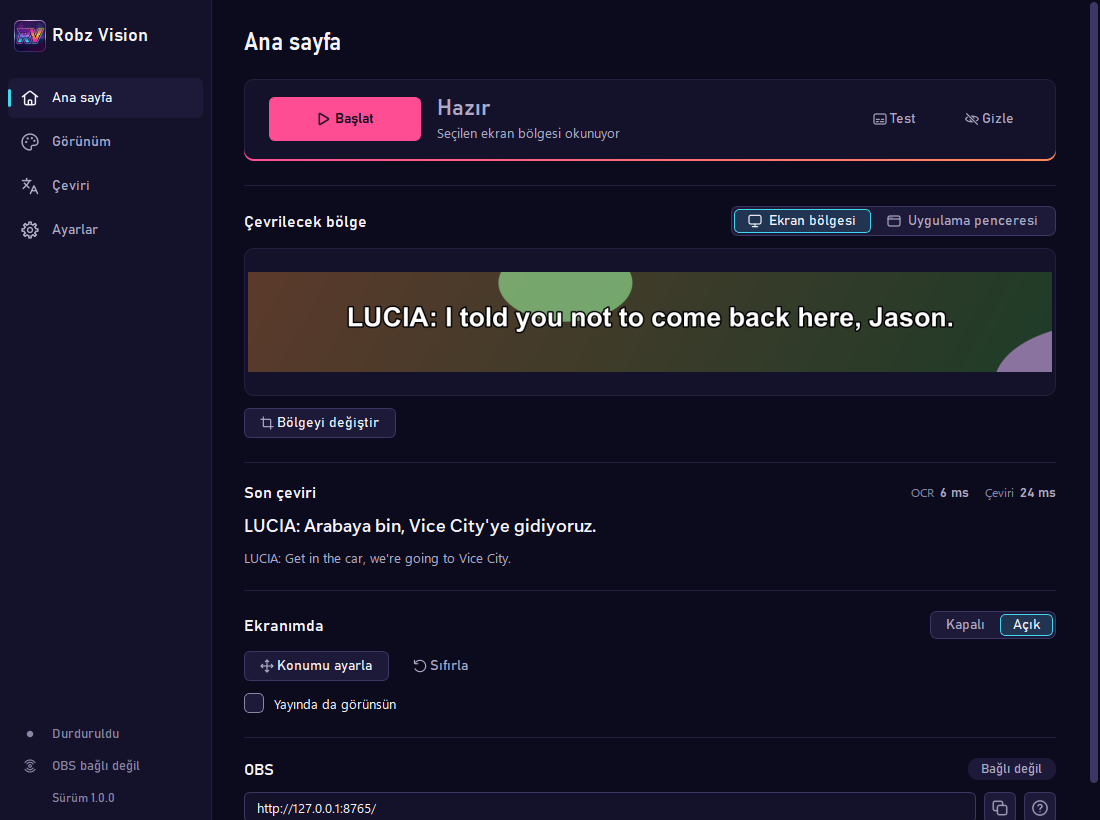 Robz Vision
Ana sayfa
Görünüm
Çeviri
Ayarlar
Durduruldu
OBS bağlı değil
Sürüm 1.0.0
Ana sayfa
Başlat
Hazır
Seçilen ekran bölgesi okunuyor
Test
Gizle
Çevrilecek bölge
Ekran bölgesi
Uygulama penceresi
LUCIA: I told you not to come back here, Jason.
Bölgeyi değiştir
Son çeviri
OCR 6 ms
Çeviri 24 ms
LUCIA: Arabaya bin, Vice City'ye gidiyoruz.
LUCIA: Get in the car, we're going to Vice City.
Ekranımda
Kapalı
Açık
Konumu ayarla
Sıfırla
Yayında da görünsün
OBS
Bağlı değil
http://127.0.0.1:8765/